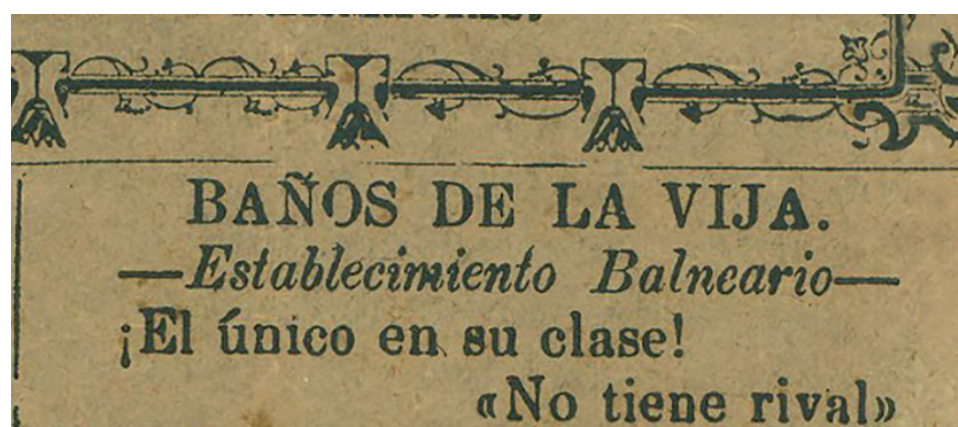 BAÑOS DE LA VIJA.
—Establecimiento Balneario—
¡El único en su clase!
«No tiene rival»